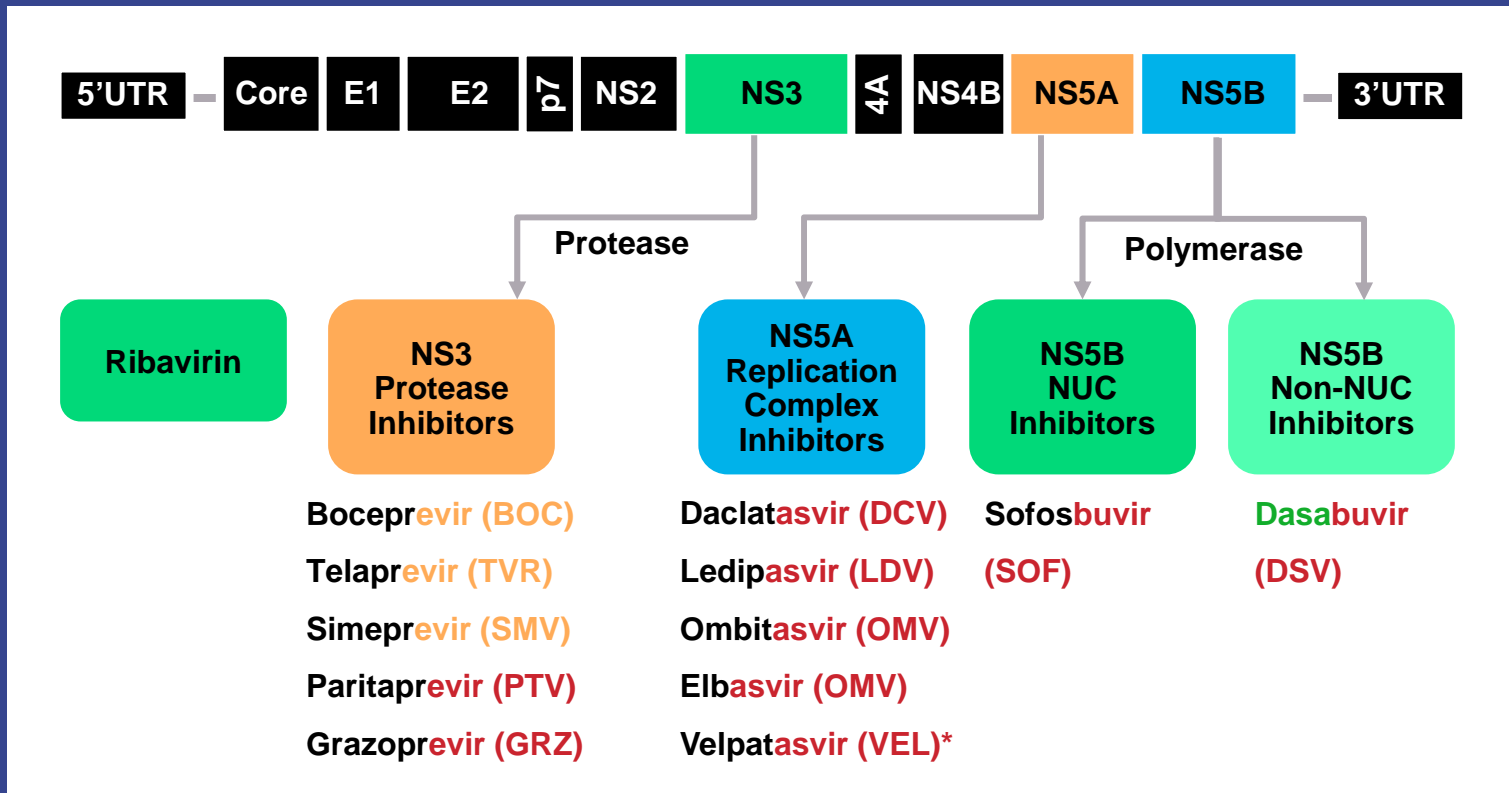 5’UTR Core E1 E2 p7 NS2 NS3 4A NS4B NS5A NS5B 3’UTR
Protease
Polymerase
Ribavirin
NS3
Protease
Inhibitors
NS5A
Replication
Complex
Inhibitors
NS5B
NUC
Inhibitors
NS5B
Non-NUC
Inhibitors
Boceprevir (BOC)
Telaprevir (TVR)
Simeprevir (SMV)
Paritaprevir (PTV)
Grazoprevir (GRZ)
Daclatasvir (DCV)
Ledipasvir (LDV)
Ombitasvir (OMV)
Elbasvir (OMV)
Velpatasvir (VEL)*
Sofosbuvir
(SOF)
Dasabuvir
(DSV)